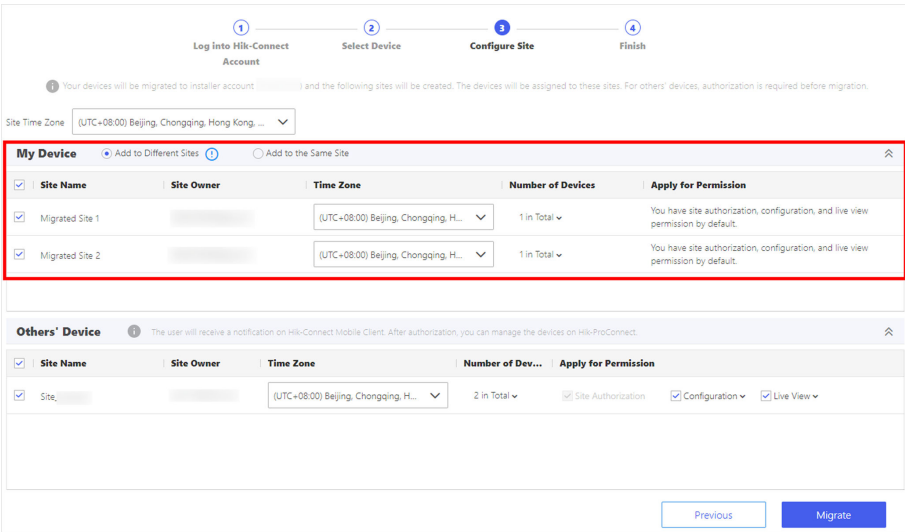 1 2 3 4
Log into Hik-Connect Account Select Device Configure Site Finish
Your devices will be migrated to installer account ) and the following sites will be created. The devices will be assigned to these sites. For others' devices, authorization is required before migration.
Site Time Zone (UTC+08:00) Beijing, Chongqing, Hong Kong, ...
My Device Add to Different Sites Add to the Same Site
Site Name Site Owner Time Zone Number of Devices Apply for Permission
Migrated Site 1 (UTC+08:00) Beijing, Chongqing, H... 1 in Total You have site authorization, configuration, and live view
permission by default.
Migrated Site 2 (UTC+08:00) Beijing, Chongqing, H... 1 in Total You have site authorization, configuration, and live view
permission by default.
Others' Device The user will receive a notification on Hik-Connect Mobile Client. After authorization, you can manage the devices on Hik-ProConnect.
Site Name Site Owner Time Zone Number of Dev... Apply for Permission
Site_ (UTC+08:00) Beijing, Chongqing, H... 2 in Total Site Authorization Configuration Live View
Previous Migrate